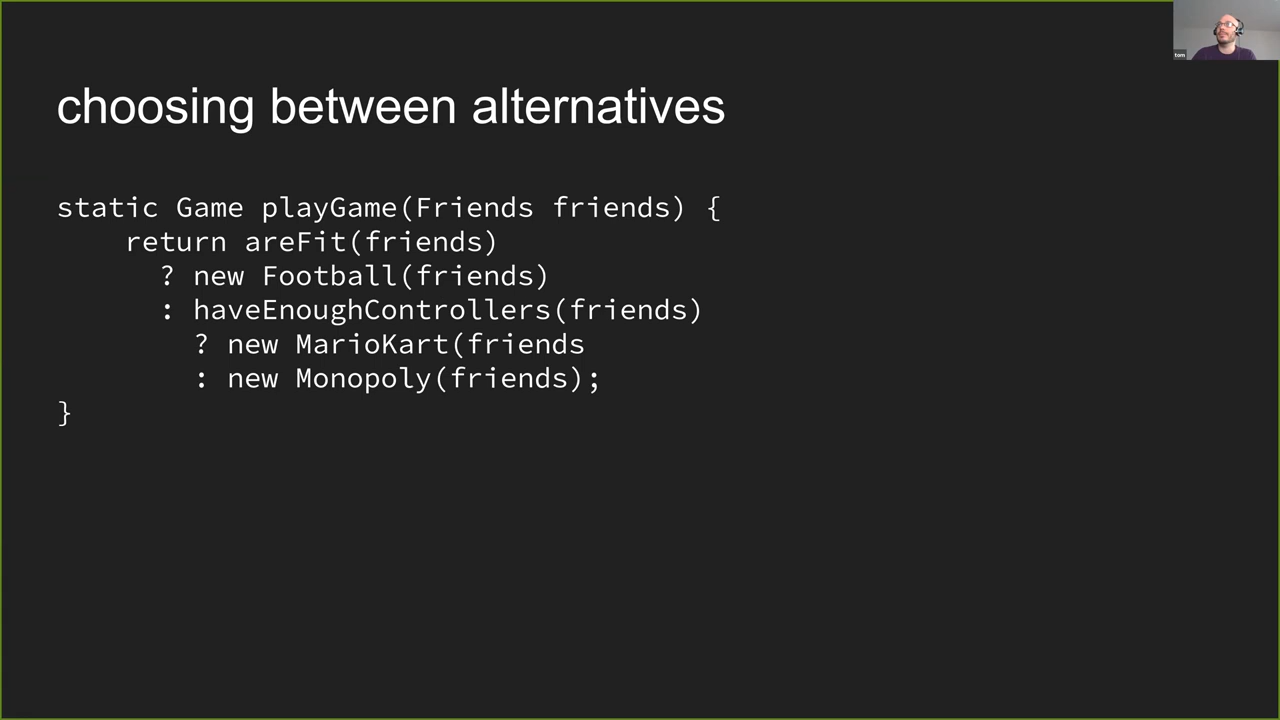 tom
choosing between alternatives
static Game playGame(Friends friends) {
return areFit(friends)
? new Football(friends)
: haveEnoughControllers(friends)
? new MarioKart(friends
: new Monopoly(friends);
}